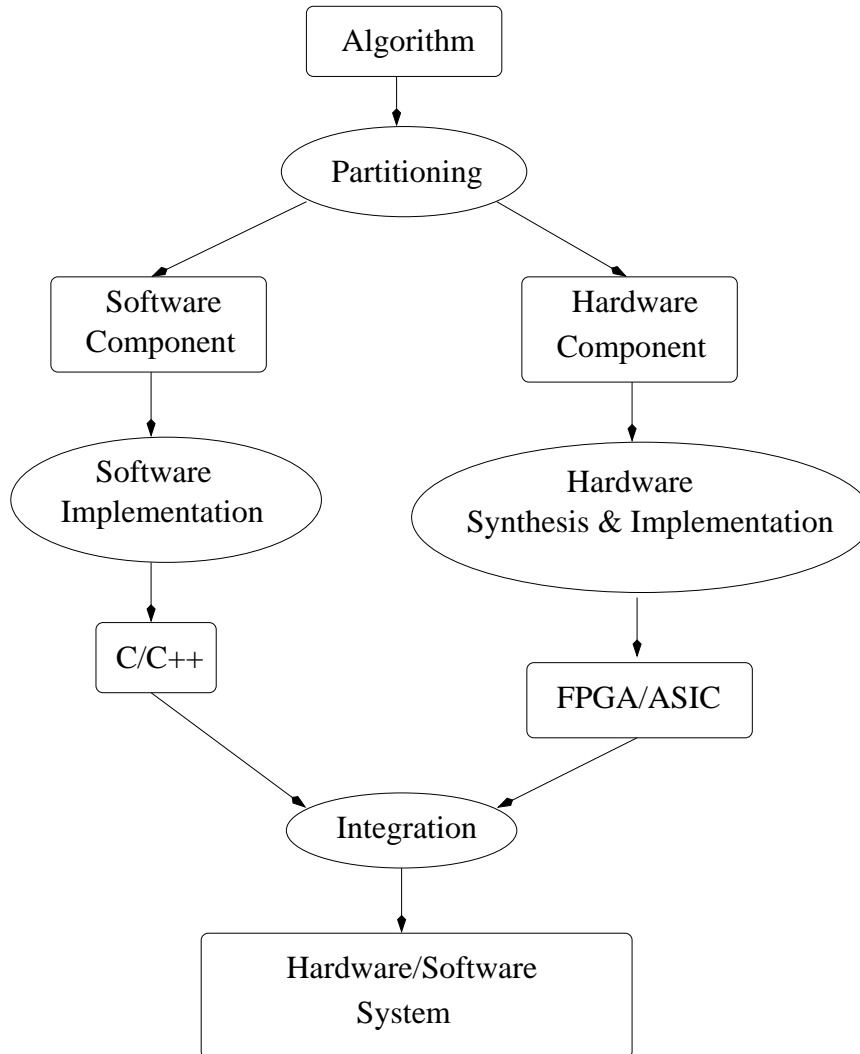 Algorithm
Partitioning
Software
Component
Hardware
Component
Software
Implementation
Hardware
Synthesis & Implementation
C/C++
FPGA/ASIC
Integration
Hardware/Software
System